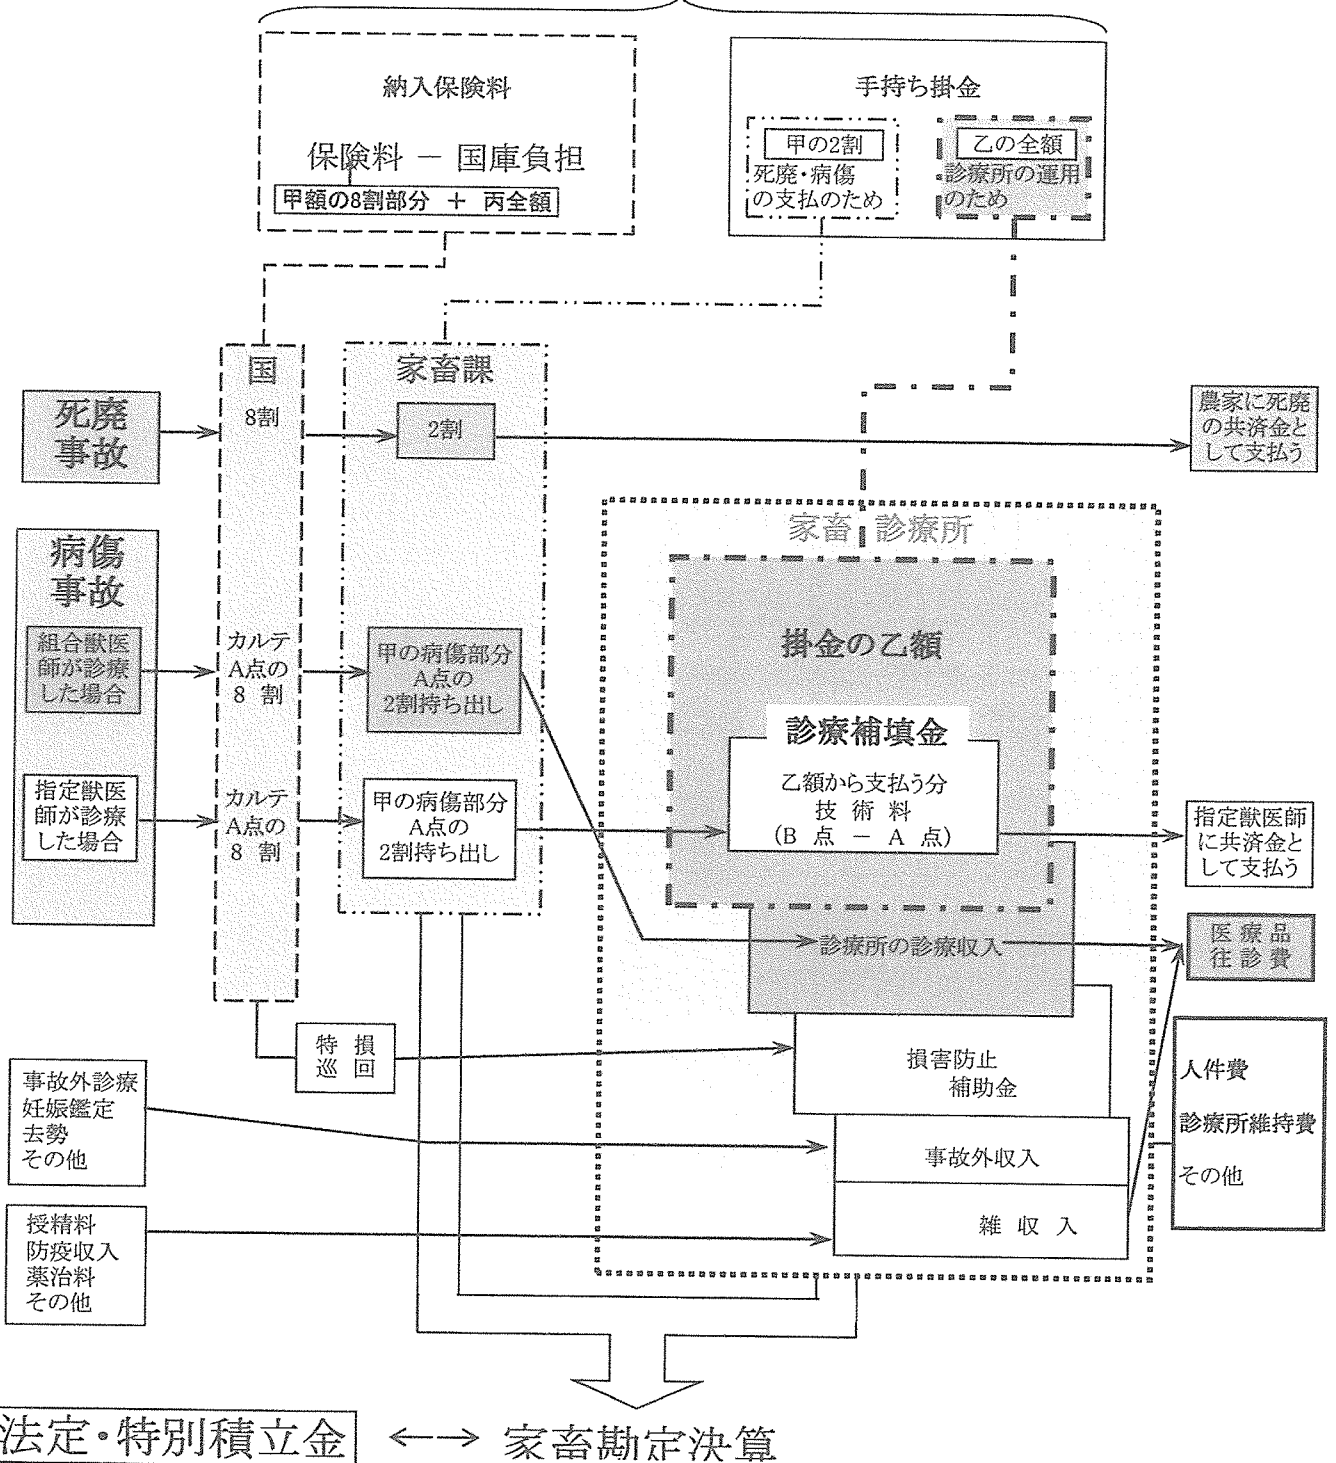 納入保険料
保険料 － 国庫負担
甲額の8割部分 ＋ 丙全額
手持ち掛金
甲の2割
死廃・病傷
の支払のため
乙の全額
診療所の運用
のため
国
8割
家畜課
2割
死廃
事故
農家に死廃
の共済金と
して支払う
病傷
事故
組合獣医
師が診療
した場合
カルテ
A点の
8 割
甲の病傷部分
A点の
2割持ち出し
指定獣医
師が診療
した場合
カルテ
A点の
8 割
甲の病傷部分
A点の
2割持ち出し
家畜 診療所
掛金の乙額
診療補填金
乙額から支払う分
技 術 料
(B 点 － A 点)
指定獣医師
に共済金と
して支払う
診療所の診療収入
医 療 品
往 診 費
特 損
巡 回
損害防止
補助金
事故外診療
妊娠鑑定
去勢
その他
事故外収入
人件費
診療所維持費
その他
授精料
防疫収入
薬治料
その他
雑 収 入
法定・特別積立金
家畜勘定決算